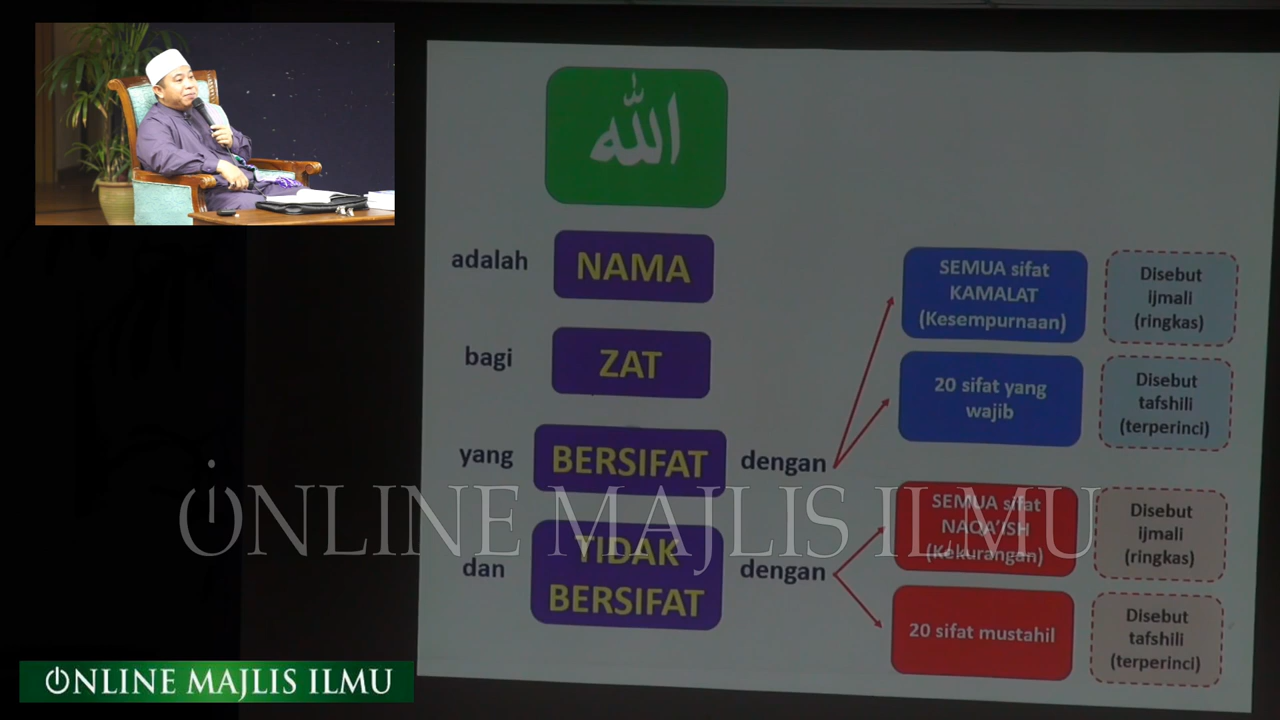 الله
adalah
NAMA
bagi
ZAT
yang
BERSIFAT
dengan
SEMUA sifat
KAMALAT
(Kesempurnaan)
Disebut
ijmali
(ringkas)
20 sifat yang
wajib
Disebut
tafshili
(terperinci)
dan
TIDAK
BERSIFAT
dengan
SEMUA sifat
NAQA'ISH
(Kekurangan)
Disebut
ijmali
(ringkas)
20 sifat mustahil
Disebut
tafshili
(terperinci)
ONLINE MAJLIS ILMU
ONLINE MAJLIS ILMU